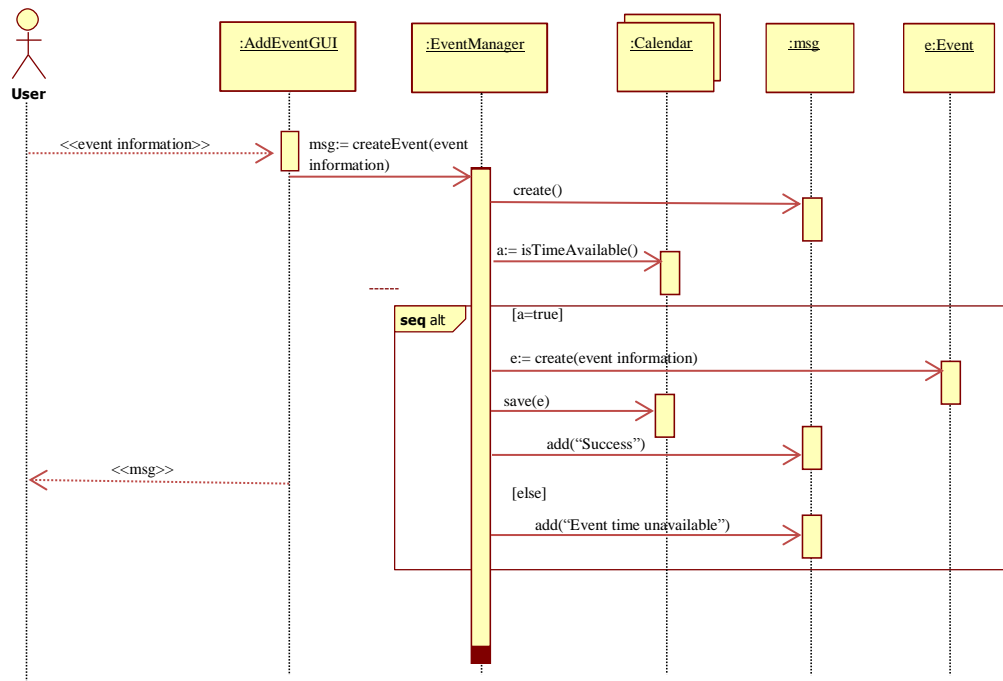 User
:AddEventGUI
:EventManager
:Calendar
:msg
e:Event
<<event information>>
msg:= createEvent(event
information)
create()
a:= isTimeAvailable()
seq alt
[a=true]
e:= create(event information)
save(e)
add(“Success”)
<<msg>>
[else]
add(“Event time unavailable”)